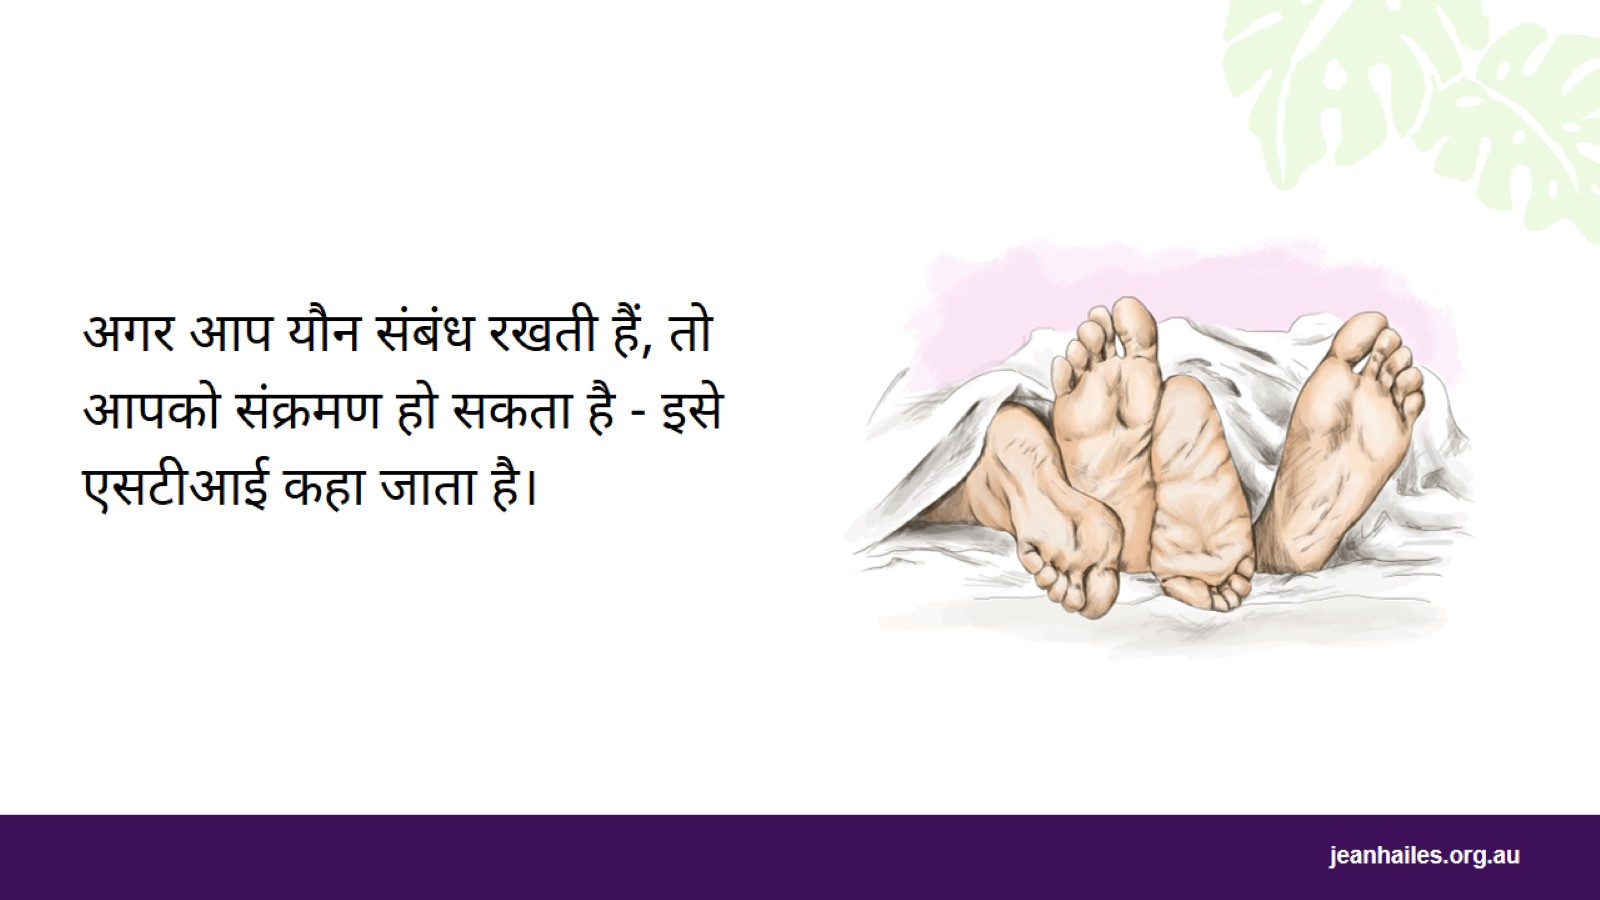 अगर आप यौन संबंध रखती हैं, तो
आपको संक्रमण हो सकता है - इसे
एसटीआई कहा जाता है।
jeanhailes.org.au